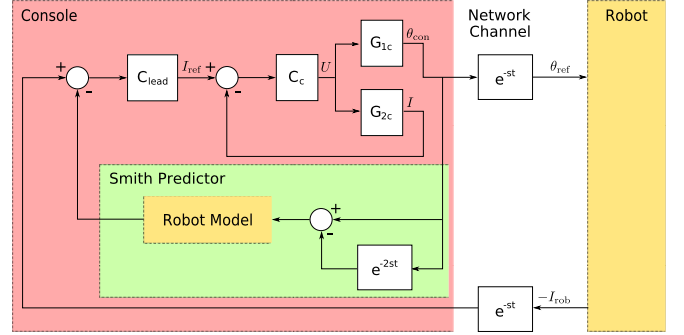 Console
Network
Channel
Robot
+
-
C_lead
I_ref
+
-
C_c
U
G_1c
θ_con
G_2c
I
e^-st
θ_ref
Smith Predictor
Robot Model
+
-
e^-2st
e^-st
−I_rob